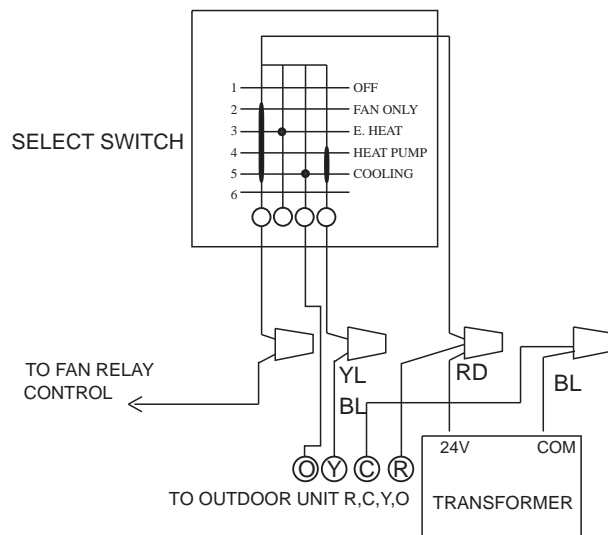 1 OFF
2 FAN ONLY
3 E. HEAT
SELECT SWITCH
4 HEAT PUMP
5 COOLING
6
TO FAN RELAY
CONTROL
YL
RD
BL
BL
O Y C R
24V COM
TO OUTDOOR UNIT R,C,Y,O
TRANSFORMER